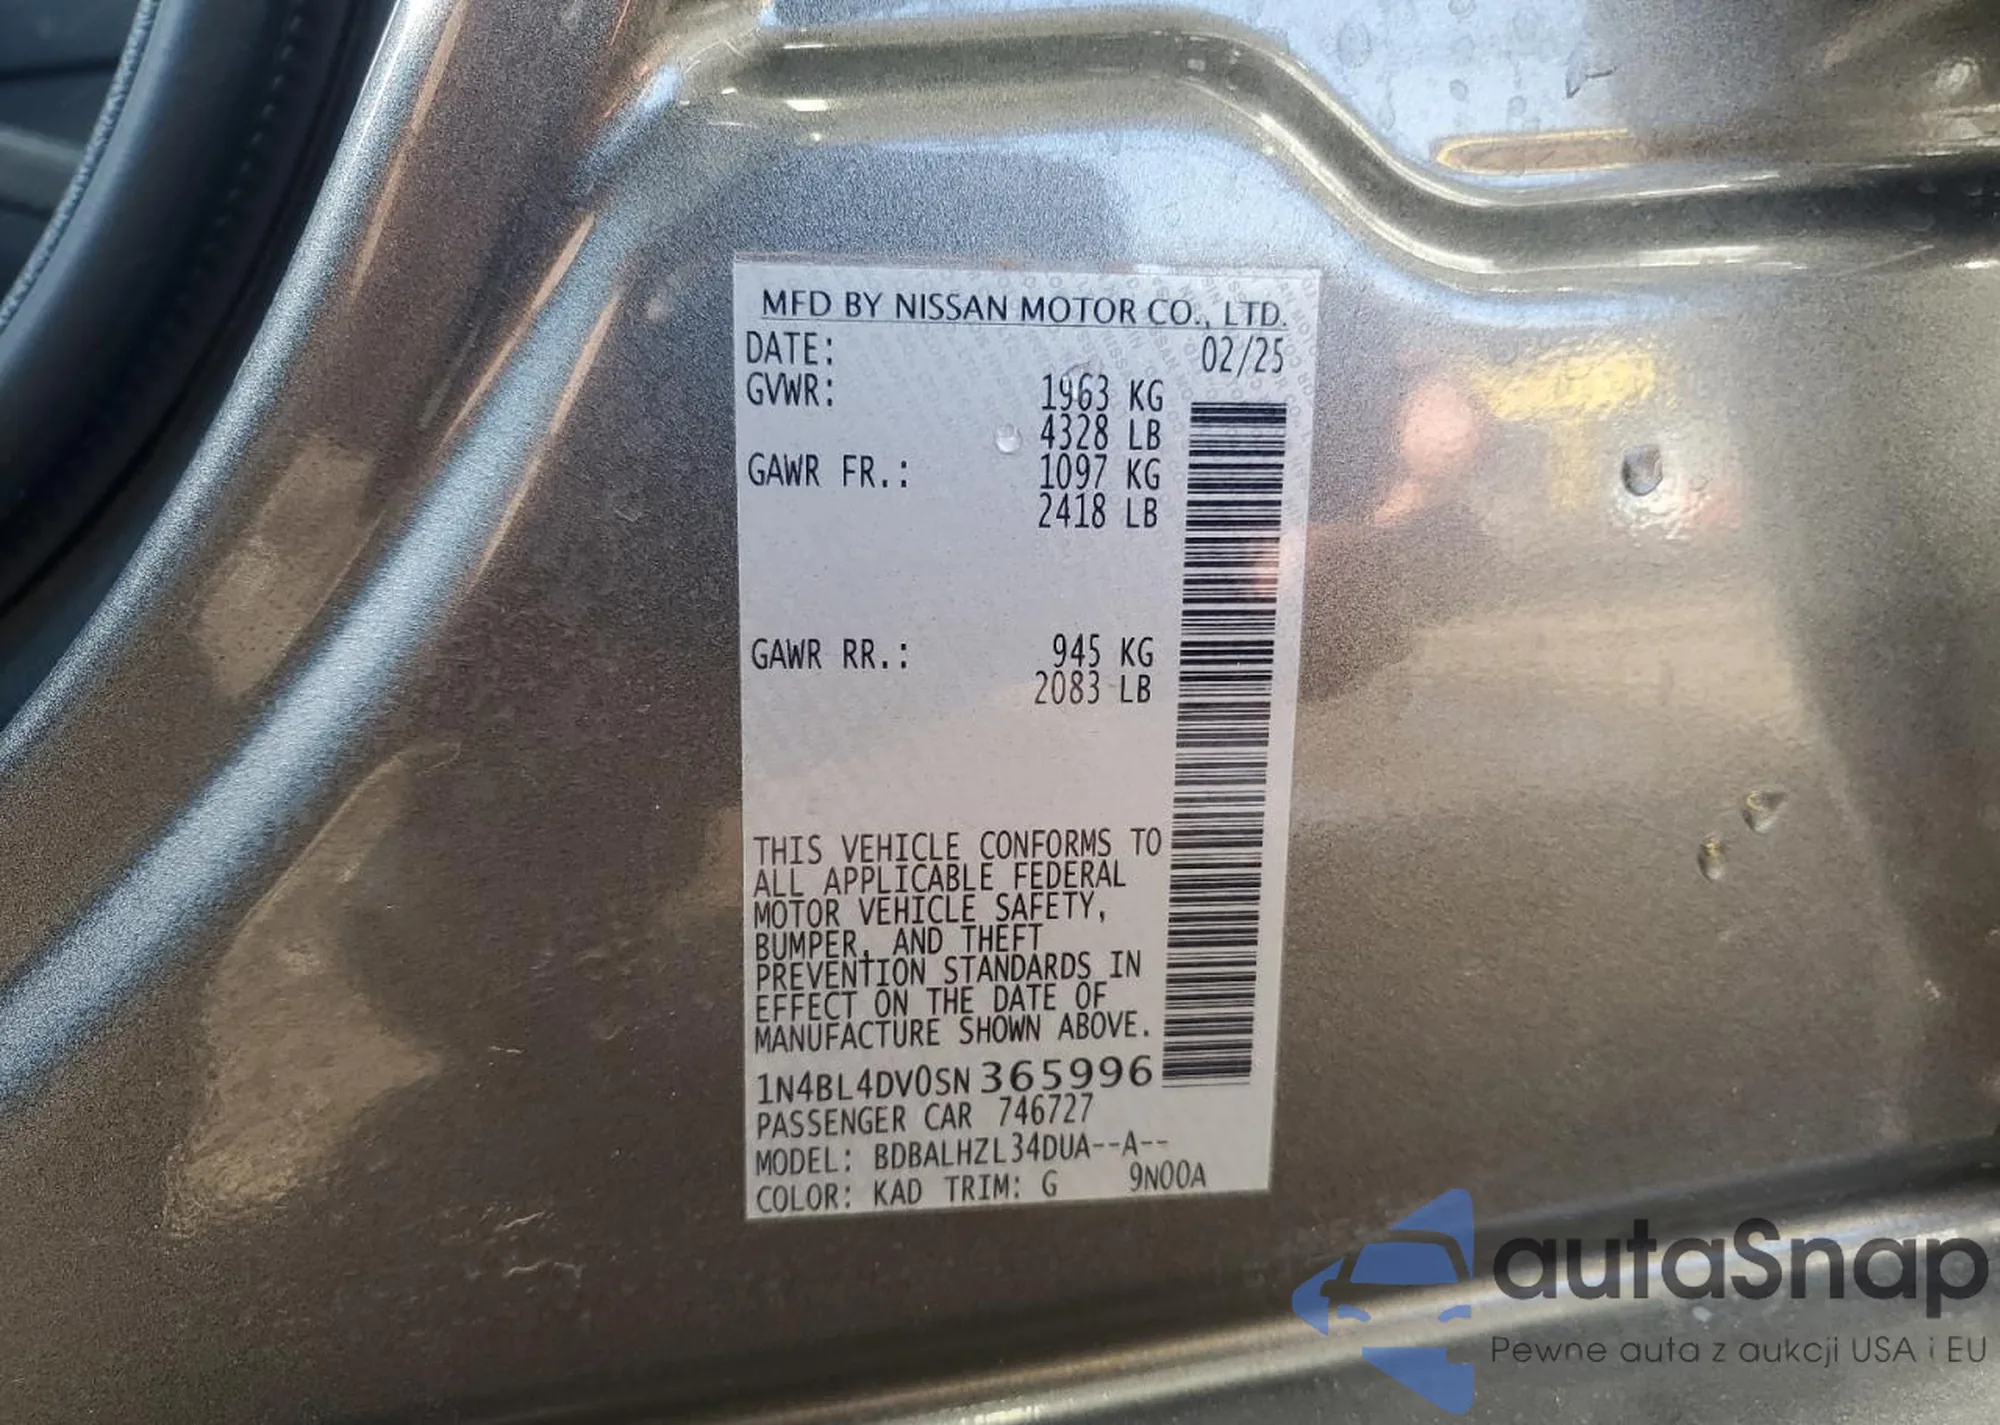 MFD BY NISSAN MOTOR CO., LTD.
DATE: 02/25
GVWR: 1963 KG
4328 LB
GAWR FR.: 1097 KG
2418 LB
GAWR RR.: 945 KG
2083 LB
THIS VEHICLE CONFORMS TO
ALL APPLICABLE FEDERAL
MOTOR VEHICLE SAFETY,
BUMPER, AND THEFT
PREVENTION STANDARDS IN
EFFECT ON THE DATE OF
MANUFACTURE SHOWN ABOVE.
1N4BL4DV0SN365996
PASSENGER CAR 746727
MODEL: BDBALHZL34DUA--A--
COLOR: KAD TRIM: G 9N00A
autaSnap
Pewne auta z aukcji USA i EU